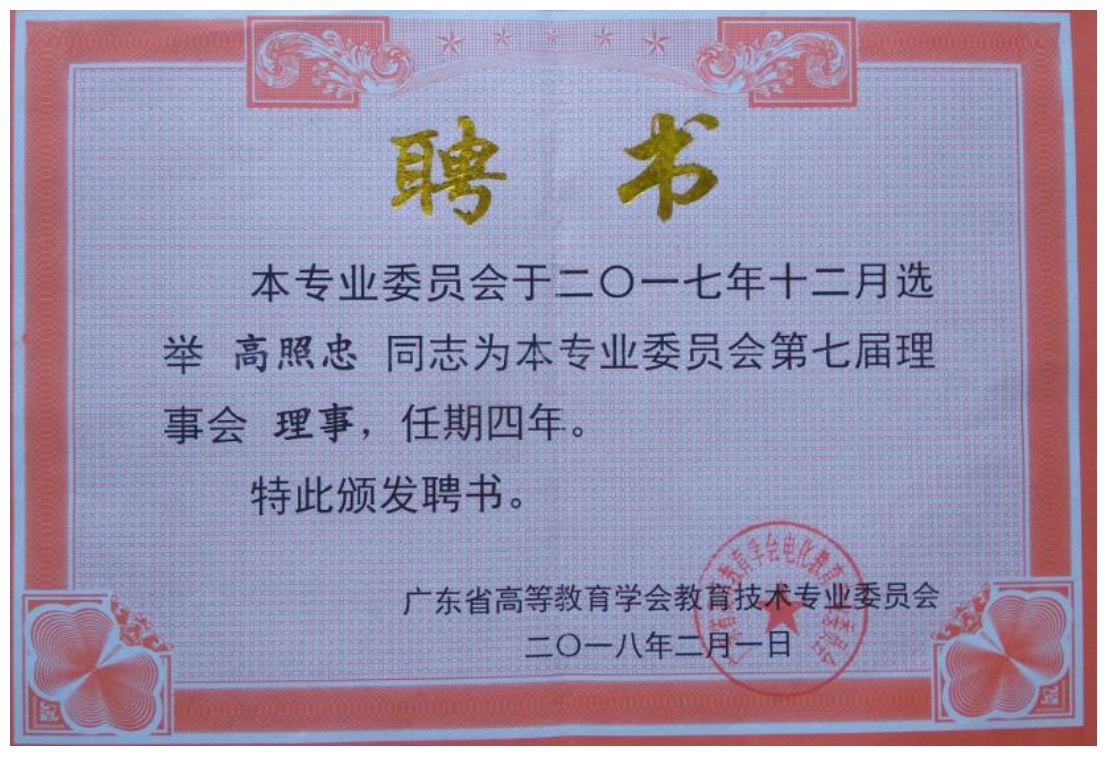 聘书
本专业委员会于二〇一七年十二月选
举 高照忠 同志为本专业委员会第七届理
事会 理事，任期四年。
特此颁发聘书。
广东省高等教育学会教育技术专业委员会
二〇一八年二月一日